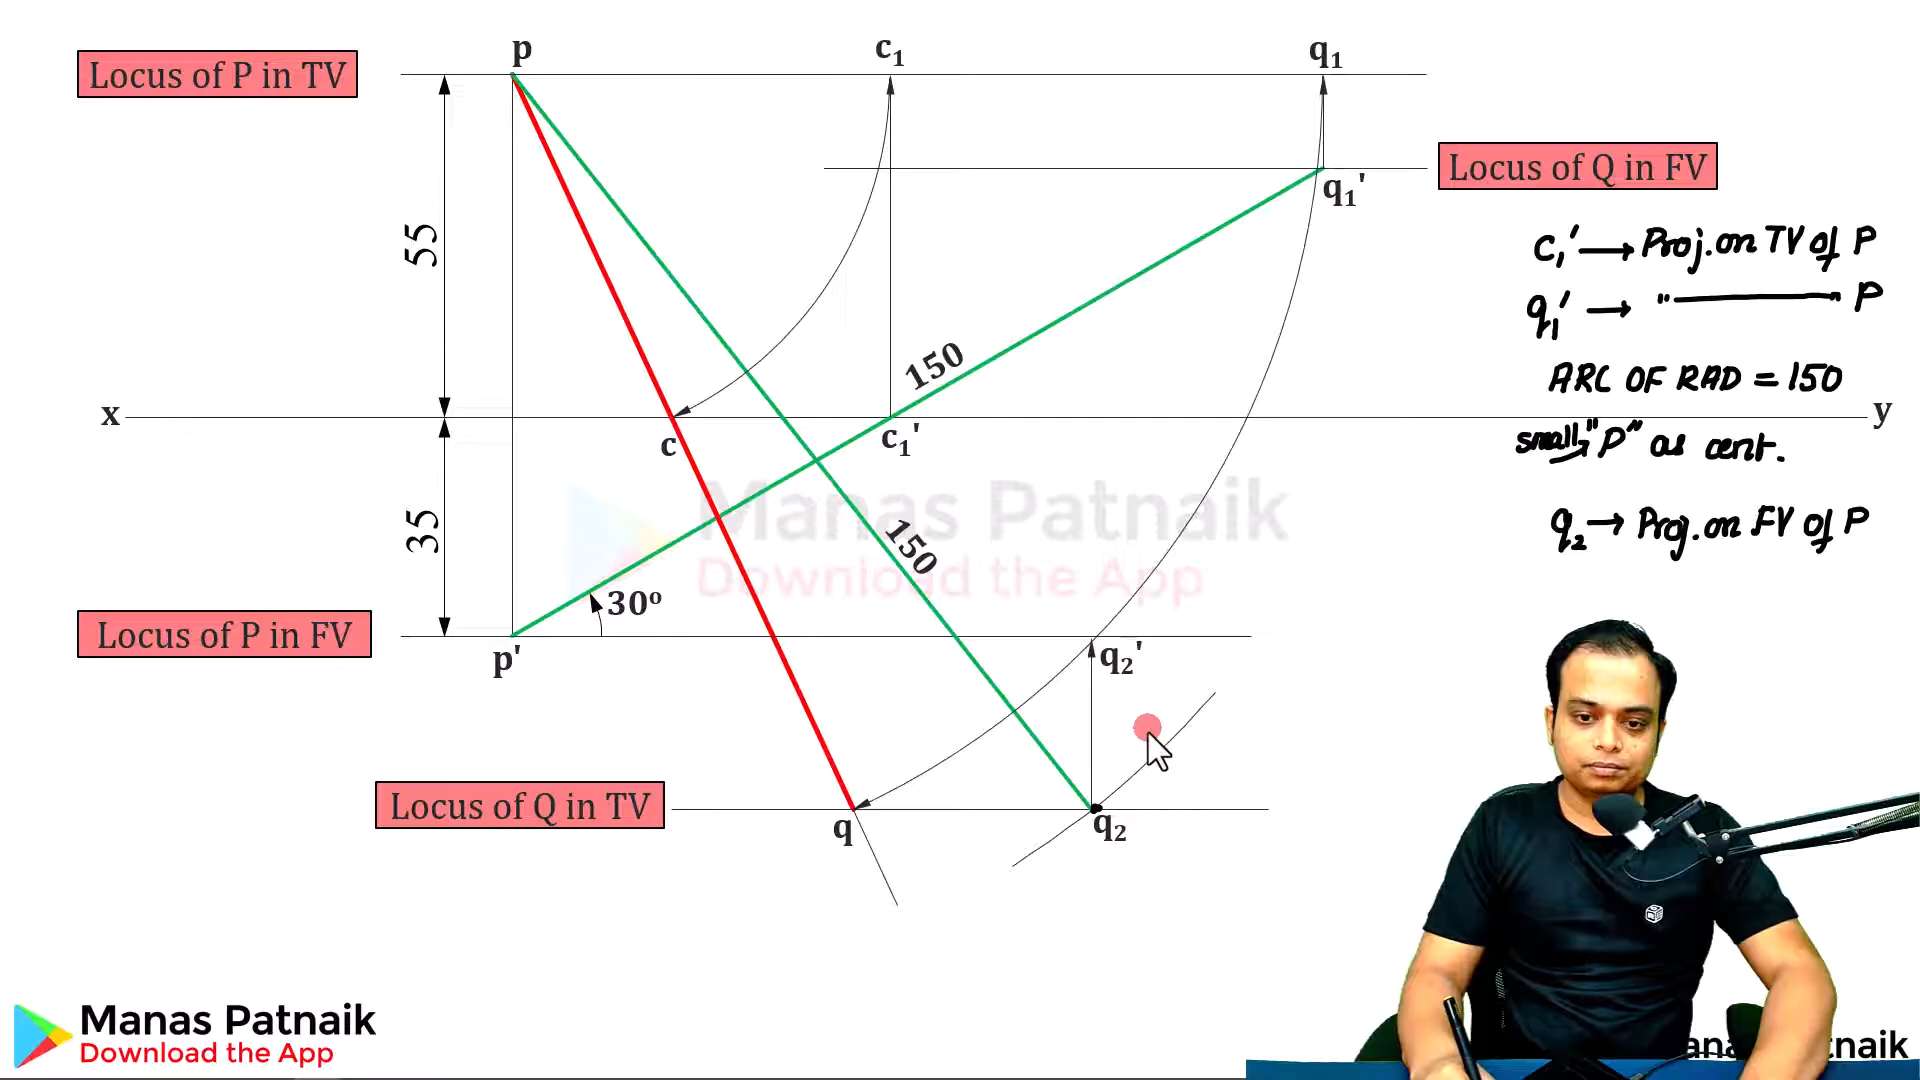 p
c₁
q₁
Locus of P in TV
Locus of Q in FV
q₁'
55
c₁' → Proj. on TV of P
q₁' → " — " P
150
ARC OF RAD = 150
x
y
c
c₁'
small "P" as cent.
Manas Patnaik
Download the App
35
150
q₂ → Proj. on FV of P
30°
Locus of P in FV
p'
q₂'
Locus of Q in TV
q
q₂
Manas Patnaik
Download the App